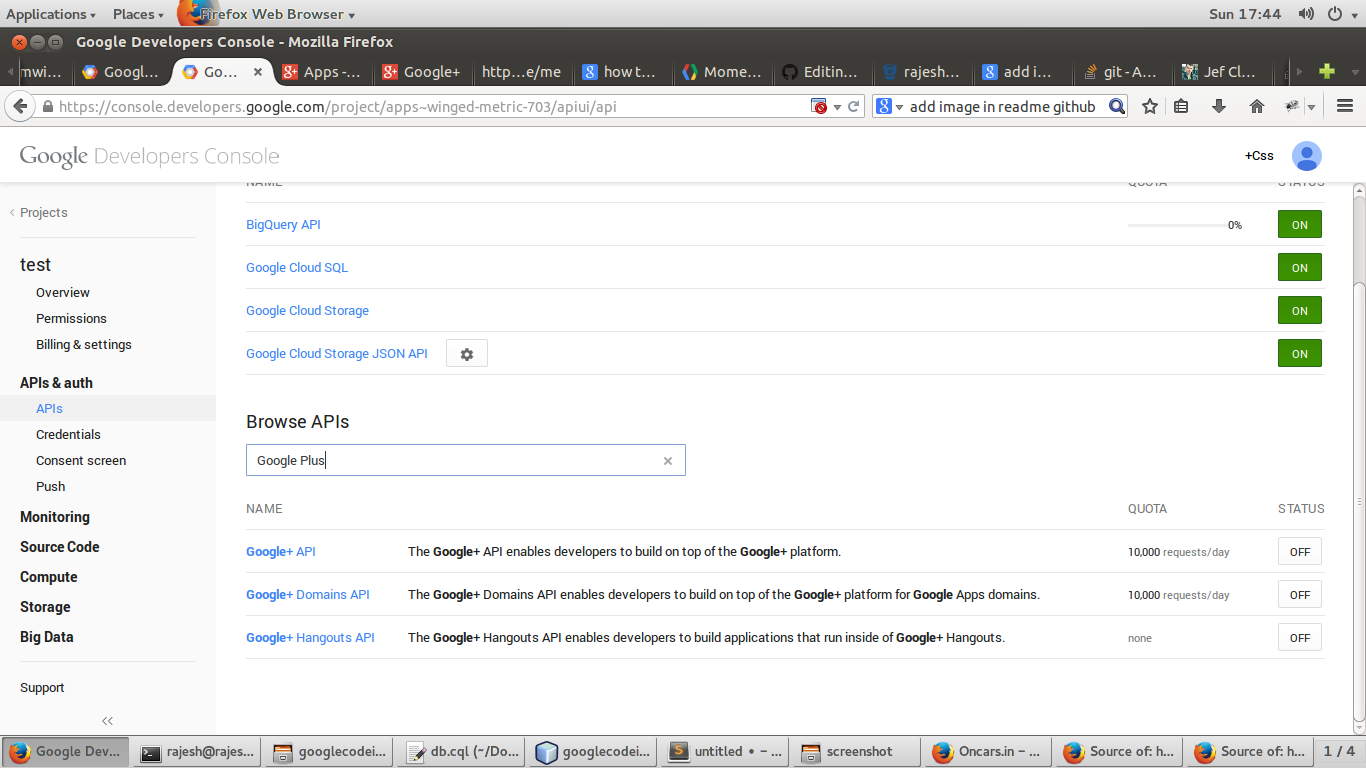 Applications Places Firefox Web Browser Sun 17:44
Google Developers Console - Mozilla Firefox
mwi... Googl... Go... Apps -... Google+ http...e/me how t... Mome... Editin... rajesh... add i... git - A... Jef Cl...
https://console.developers.google.com/project/apps~winged-metric-703/apiui/api add image in readme github
Google Developers Console +Css
NAME QUOTA STATUS
Projects
BigQuery API 0% ON
test
Google Cloud SQL ON
Overview
Google Cloud Storage ON
Permissions
Billing & settings
Google Cloud Storage JSON API ON
APIs & auth
APIs
Browse APIs
Credentials
Google Plus
Consent screen
Push
NAME QUOTA STATUS
Monitoring
Source Code
Google+ API The Google+ API enables developers to build on top of the Google+ platform. 10,000 requests/day OFF
Compute
Google+ Domains API The Google+ Domains API enables developers to build on top of the Google+ platform for Google Apps domains. 10,000 requests/day OFF
Storage
Big Data
Google+ Hangouts API The Google+ Hangouts API enables developers to build applications that run inside of Google+ Hangouts. none OFF
Support
Google Dev... rajesh@rajes... googlecodei... db.cql (~/Do... googlecodei... untitled • – ... screenshot Oncars.in – ... Source of: h... Source of: h... 1 / 4